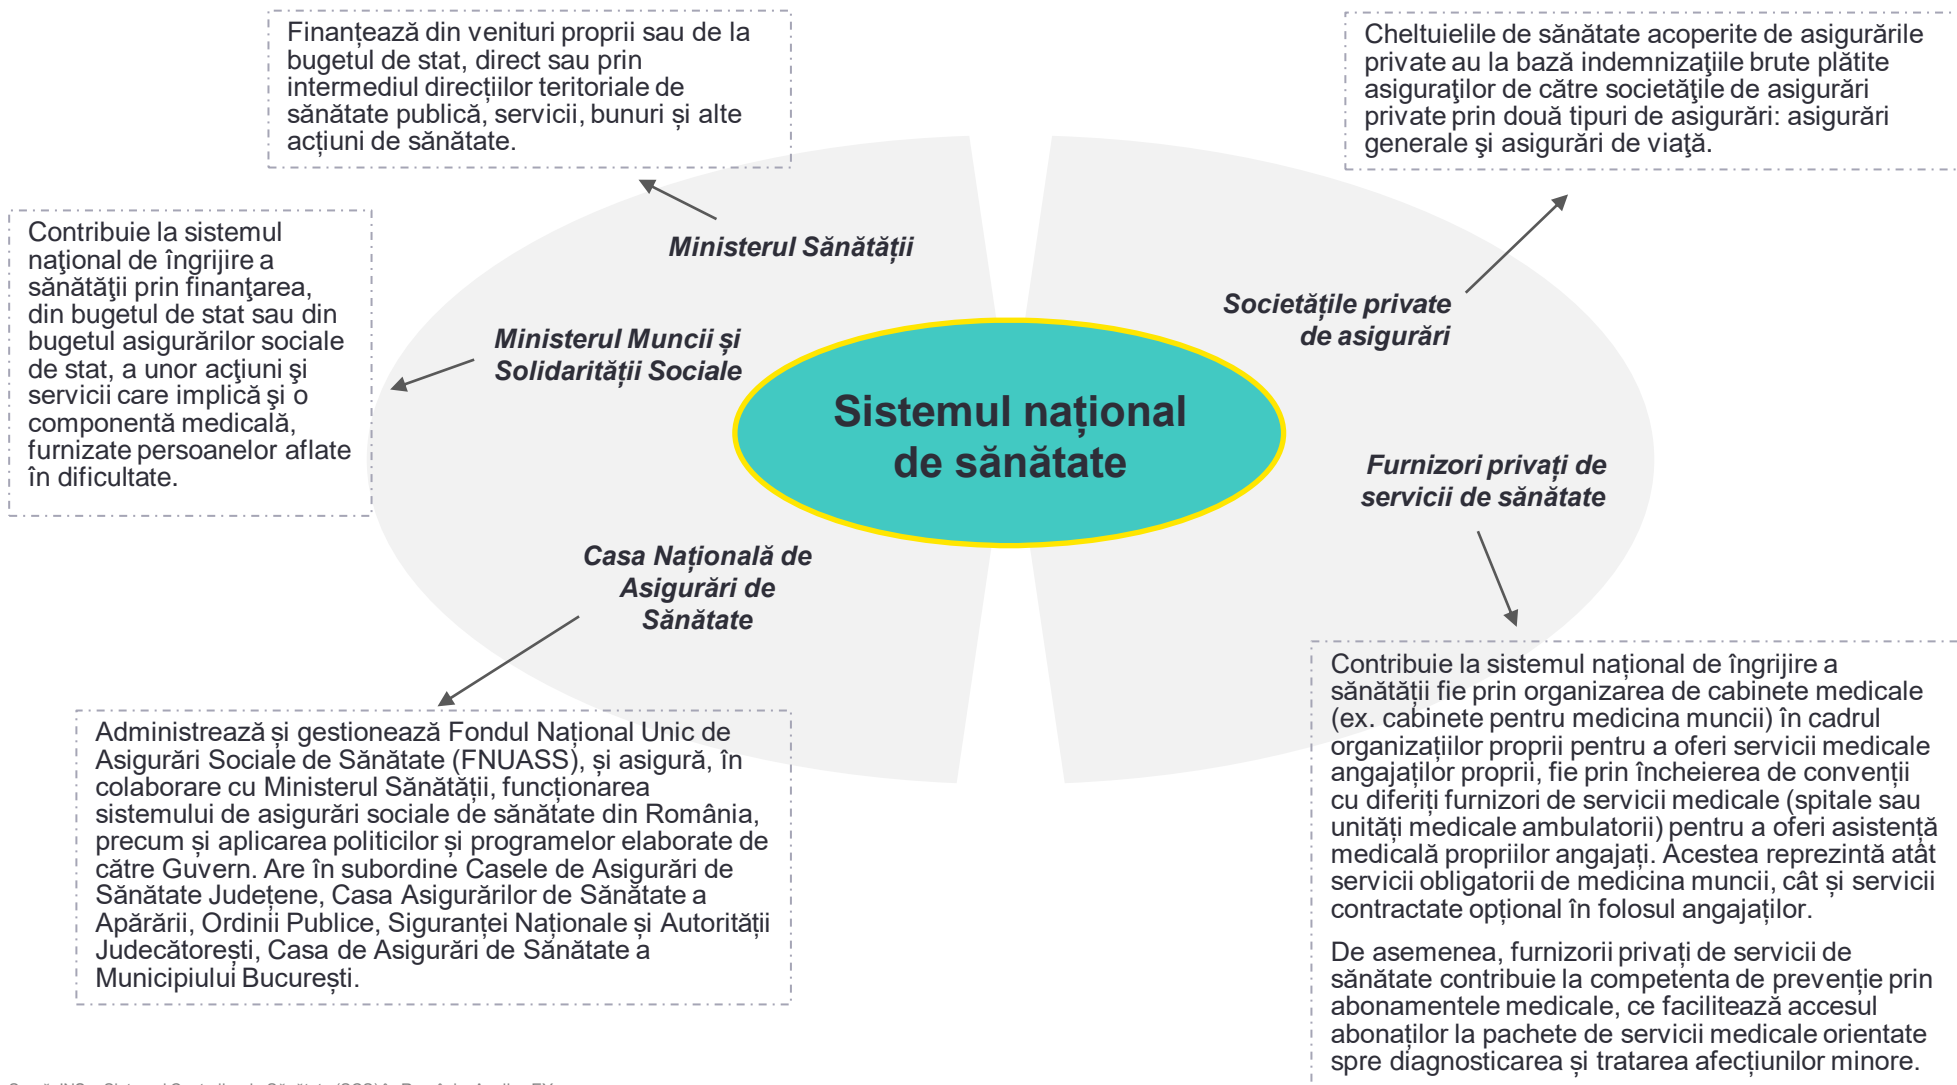 Finanțează din venituri proprii sau de la
bugetul de stat, direct sau prin
intermediul direcțiilor teritoriale de
sănătate publică, servicii, bunuri și alte
acțiuni de sănătate.
Cheltuielile de sănătate acoperite de asigurările
private au la bază indemnizaţiile brute plătite
asiguraţilor de către societăţile de asigurări
private prin două tipuri de asigurări: asigurări
generale şi asigurări de viaţă.
Contribuie la sistemul
naţional de îngrijire a
sănătăţii prin finanţarea,
din bugetul de stat sau din
bugetul asigurărilor sociale
de stat, a unor acţiuni şi
servicii care implică şi o
componentă medicală,
furnizate persoanelor aflate
în dificultate.
Ministerul Sănătății
Ministerul Muncii și
Solidarității Sociale
Societățile private
de asigurări
Sistemul național
de sănătate
Furnizori privați de
servicii de sănătate
Casa Națională de
Asigurări de
Sănătate
Administrează și gestionează Fondul Național Unic de
Asigurări Sociale de Sănătate (FNUASS), și asigură, în
colaborare cu Ministerul Sănătății, funcționarea
sistemului de asigurări sociale de sănătate din România,
precum și aplicarea politicilor și programelor elaborate de
către Guvern. Are în subordine Casele de Asigurări de
Sănătate Județene, Casa Asigurărilor de Sănătate a
Apărării, Ordinii Publice, Siguranței Naționale și Autorității
Judecătorești, Casa de Asigurări de Sănătate a
Municipiului București.
Contribuie la sistemul național de îngrijire a
sănătății fie prin organizarea de cabinete medicale
(ex. cabinete pentru medicina muncii) în cadrul
organizațiilor proprii pentru a oferi servicii medicale
angajaților proprii, fie prin încheierea de convenții
cu diferiți furnizori de servicii medicale (spitale sau
unități medicale ambulatorii) pentru a oferi asistență
medicală propriilor angajați. Acestea reprezintă atât
servicii obligatorii de medicina muncii, cât și servicii
contractate opțional în folosul angajaților.
De asemenea, furnizorii privați de servicii de
sănătate contribuie la competenta de prevenție prin
abonamentele medicale, ce facilitează accesul
abonaților la pachete de servicii medicale orientate
spre diagnosticarea și tratarea afecțiunilor minore.